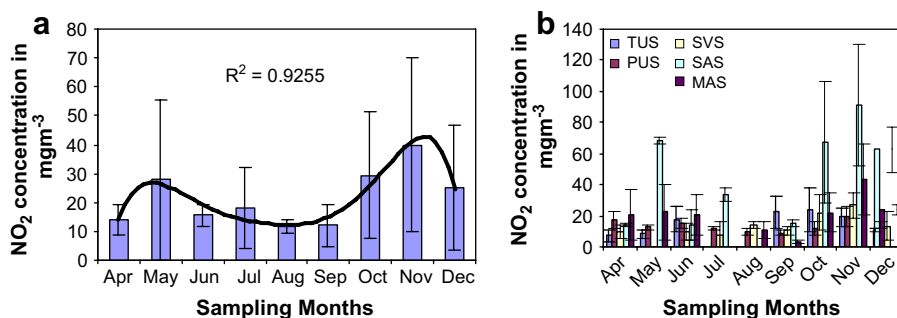 a
NO2 concentration in mgm-3
80
70
60
50
40
30
20
10
0
R2 = 0.9255
Apr May Jun Jul Aug Sep Oct Nov Dec
Sampling Months
b
NO2 concentration in mgm-3
140
120
100
80
60
40
20
0
TUS SVS
PUS SAS
MAS
Apr May Jun Jul Aug Sep Oct Nov Dec
Sampling Months